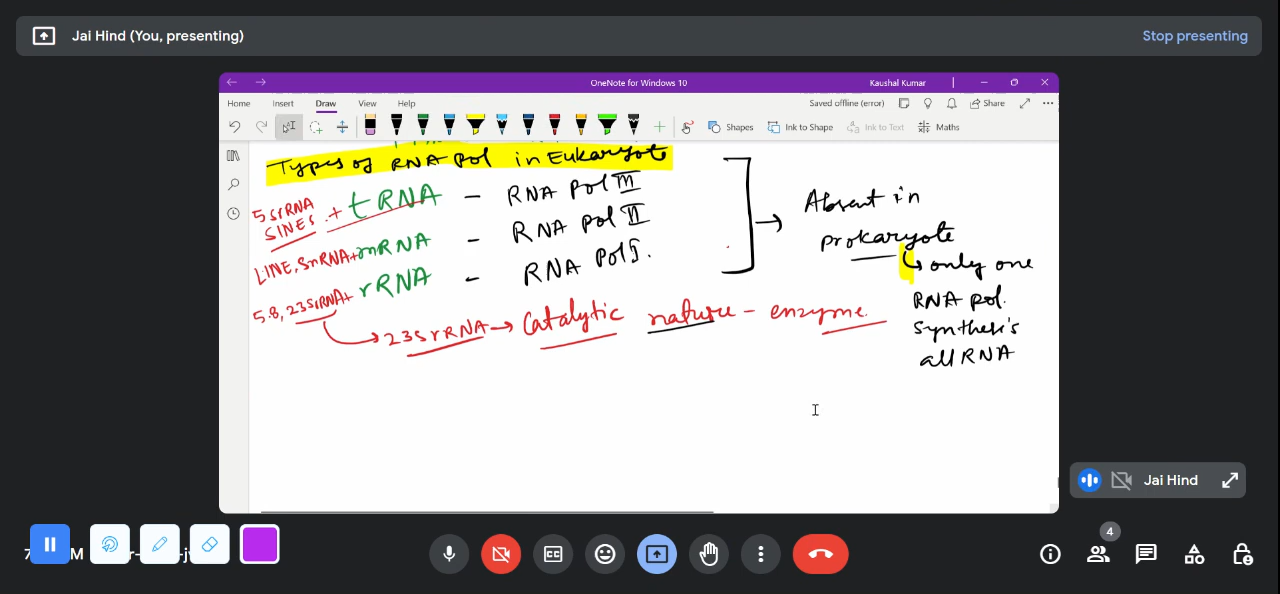 Jai Hind (You, presenting)
Stop presenting
OneNote for Windows 10
Kaushal Kumar
Home Insert Draw View Help
Saved offline (error)
Share
Shapes
Ink to Shape
Ink to Text
Maths
Types of RNA Pol in Eukaryote
5srRNA
SINES + tRNA - RNA Pol III
LINE, SnRNA + mRNA - RNA pol II
5.8, 23SrRNA + rRNA - RNA Pol I.
→ 23SrRNA → Catalytic nature - enzyme.
→ Absent in
prokaryote
only one
RNA pol.
Synthesis
all RNA
Jai Hind
CC
4